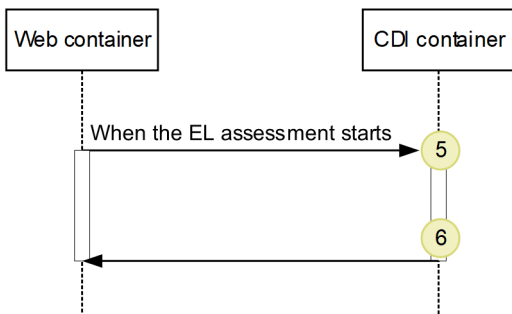 Web container
CDI container
When the EL assessment starts
5
6